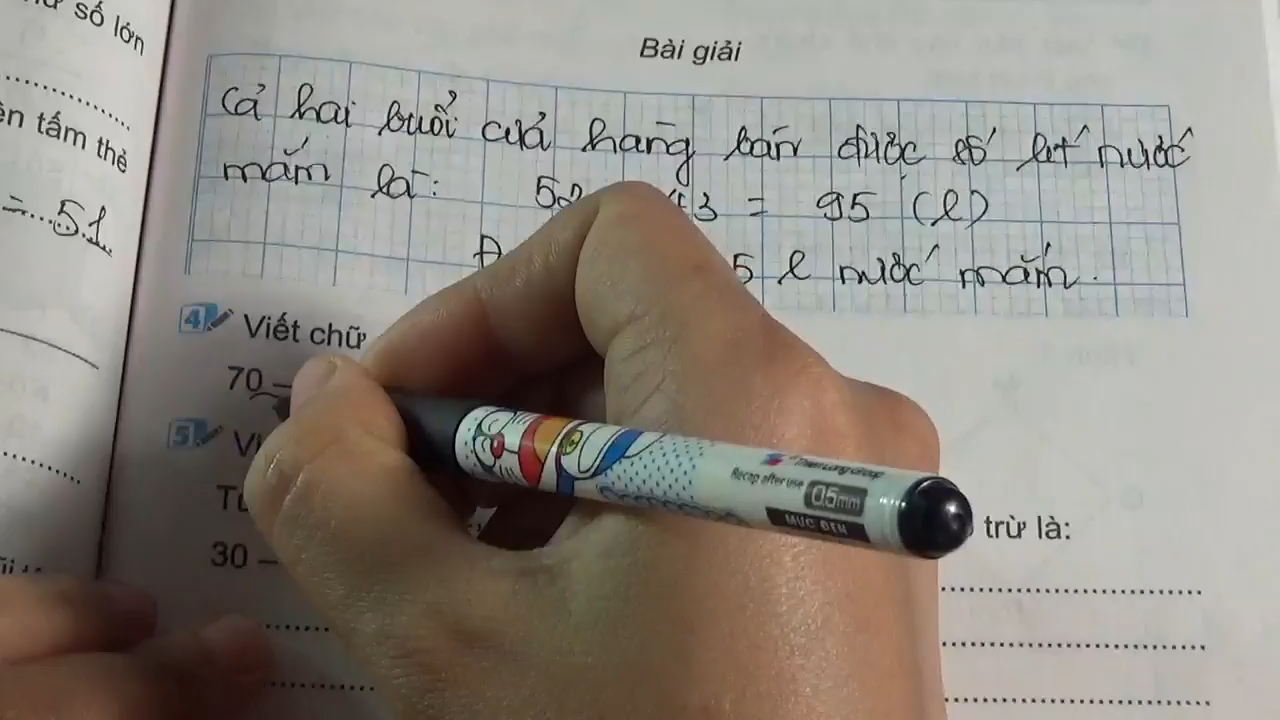 số lớn
ên tấm thẻ
=...51
Bài giải
Cả hai buổi cửa hàng bán được số lít nước
mắm là: 52 43 = 95 (l)
Đ 5 l nước mắm.
4 Viết chữ
70 –
5 Vi
trừ là:
30 –
Thien Long Group
Recap after use
0.5mm
MỰC ĐEN